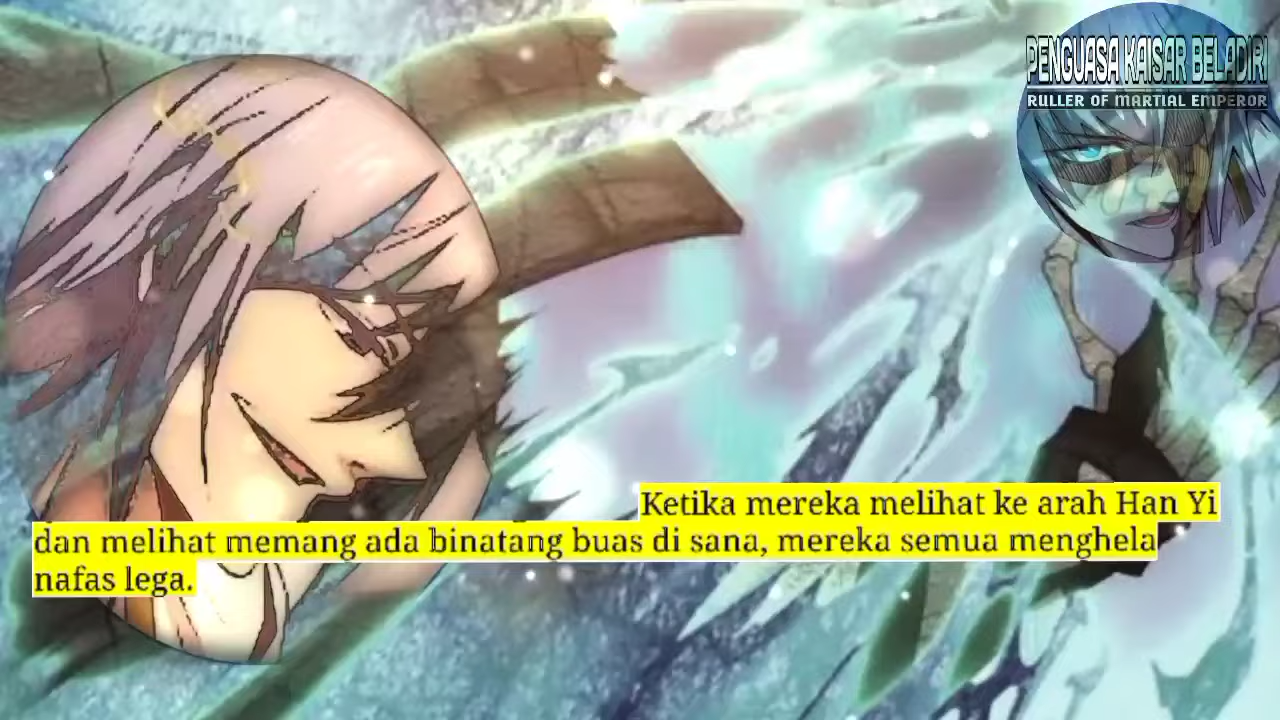 PENGUASA KAISAR BELADIRI
RULLER OF MARTIAL EMPEROR
Ketika mereka melihat ke arah Han Yi
dan melihat memang ada binatang buas di sana, mereka semua menghela
nafas lega.